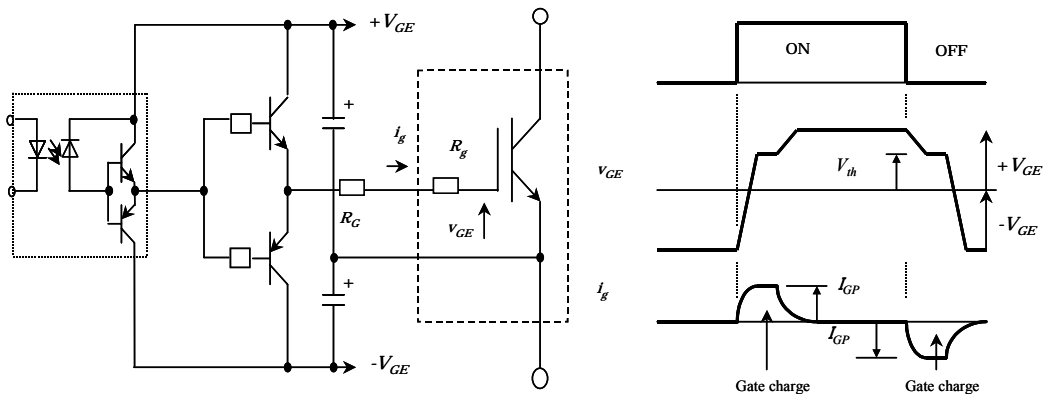 +V_GE
+
i_g
R_g
R_G
v_GE
+
-V_GE
ON
OFF
v_GE
V_th
+V_GE
-V_GE
i_g
I_GP
I_GP
Gate charge
Gate charge